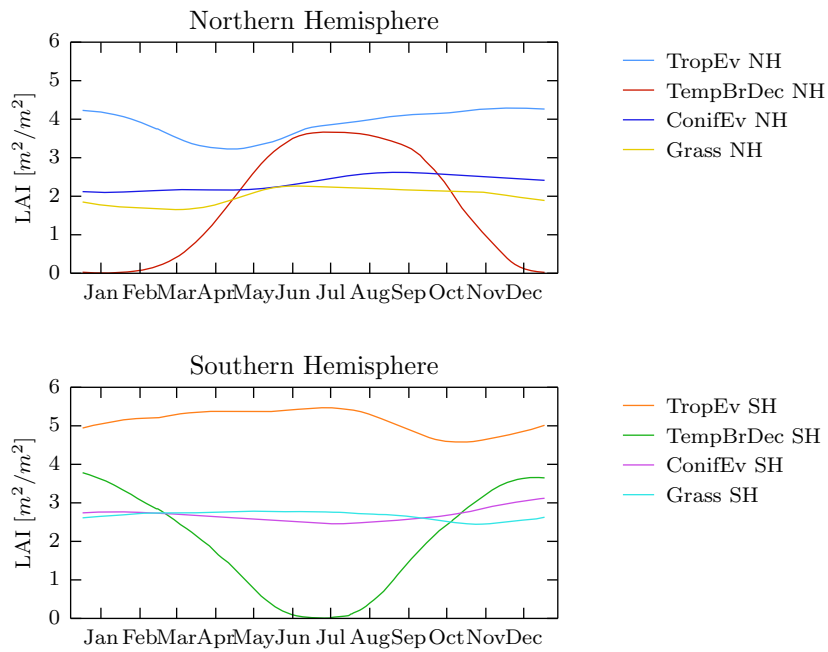 Northern Hemisphere
6
5
4
3
2
1
0
LAI [m²/m²]
Jan Feb Mar Apr May Jun Jul Aug Sep Oct Nov Dec
TropEv NH
TempBrDec NH
ConifEv NH
Grass NH
Southern Hemisphere
6
5
4
3
2
1
0
LAI [m²/m²]
Jan Feb Mar Apr May Jun Jul Aug Sep Oct Nov Dec
TropEv SH
TempBrDec SH
ConifEv SH
Grass SH